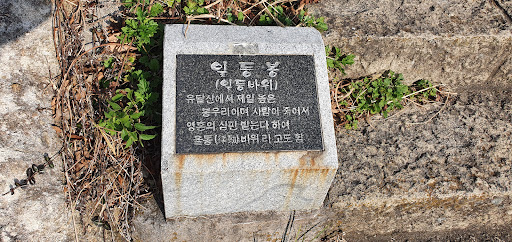 일등봉
(일등바위)
유달산에서 제일 높은
봉우리이며 사람이 죽어서
영혼이 심판 받는다 하여
율동(律動)바위라고도 함